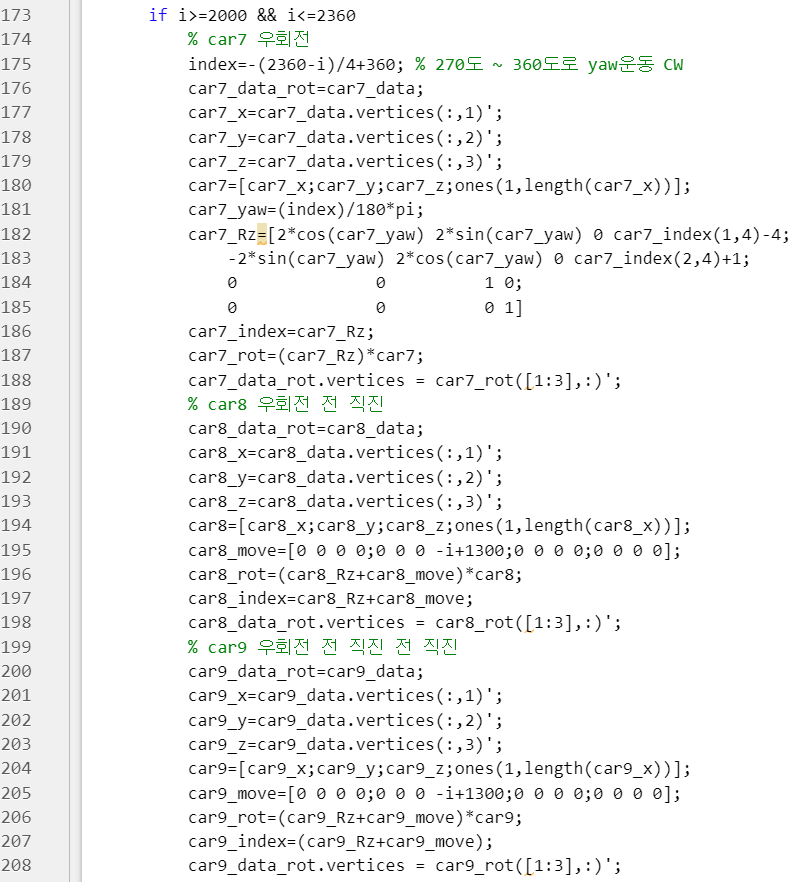 173 if i>=2000 && i<=2360
174 % car7 우회전
175 index=-(2360-i)/4+360; % 270도 ~ 360도로 yaw운동 CW
176 car7_data_rot=car7_data;
177 car7_x=car7_data.vertices(:,1)';
178 car7_y=car7_data.vertices(:,2)';
179 car7_z=car7_data.vertices(:,3)';
180 car7=[car7_x;car7_y;car7_z;ones(1,length(car7_x))];
181 car7_yaw=(index)/180*pi;
182 car7_Rz=[2*cos(car7_yaw) 2*sin(car7_yaw) 0 car7_index(1,4)-4;
183 -2*sin(car7_yaw) 2*cos(car7_yaw) 0 car7_index(2,4)+1;
184 0 0 1 0;
185 0 0 0 1]
186 car7_index=car7_Rz;
187 car7_rot=(car7_Rz)*car7;
188 car7_data_rot.vertices = car7_rot([1:3],:)';
189 % car8 우회전 전 직진
190 car8_data_rot=car8_data;
191 car8_x=car8_data.vertices(:,1)';
192 car8_y=car8_data.vertices(:,2)';
193 car8_z=car8_data.vertices(:,3)';
194 car8=[car8_x;car8_y;car8_z;ones(1,length(car8_x))];
195 car8_move=[0 0 0 0;0 0 0 -i+1300;0 0 0 0;0 0 0 0];
196 car8_rot=(car8_Rz+car8_move)*car8;
197 car8_index=car8_Rz+car8_move;
198 car8_data_rot.vertices = car8_rot([1:3],:)';
199 % car9 우회전 전 직진 전 직진
200 car9_data_rot=car9_data;
201 car9_x=car9_data.vertices(:,1)';
202 car9_y=car9_data.vertices(:,2)';
203 car9_z=car9_data.vertices(:,3)';
204 car9=[car9_x;car9_y;car9_z;ones(1,length(car9_x))];
205 car9_move=[0 0 0 0;0 0 0 -i+1300;0 0 0 0;0 0 0 0];
206 car9_rot=(car9_Rz+car9_move)*car9;
207 car9_index=(car9_Rz+car9_move);
208 car9_data_rot.vertices = car9_rot([1:3],:)';